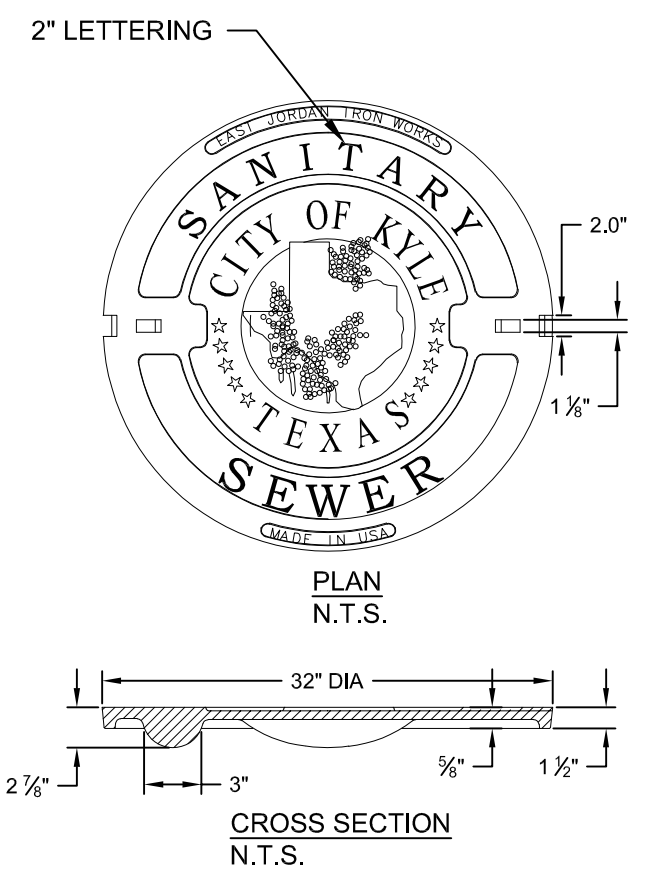 2" LETTERING
EAST JORDAN IRON WORKS
SANITARY
CITY OF KYLE
2.0"
1 ⅛"
TEXAS
SEWER
MADE IN USA
PLAN
N.T.S.
32" DIA
2 ⅞"
3"
⅝"
1 ½"
CROSS SECTION
N.T.S.